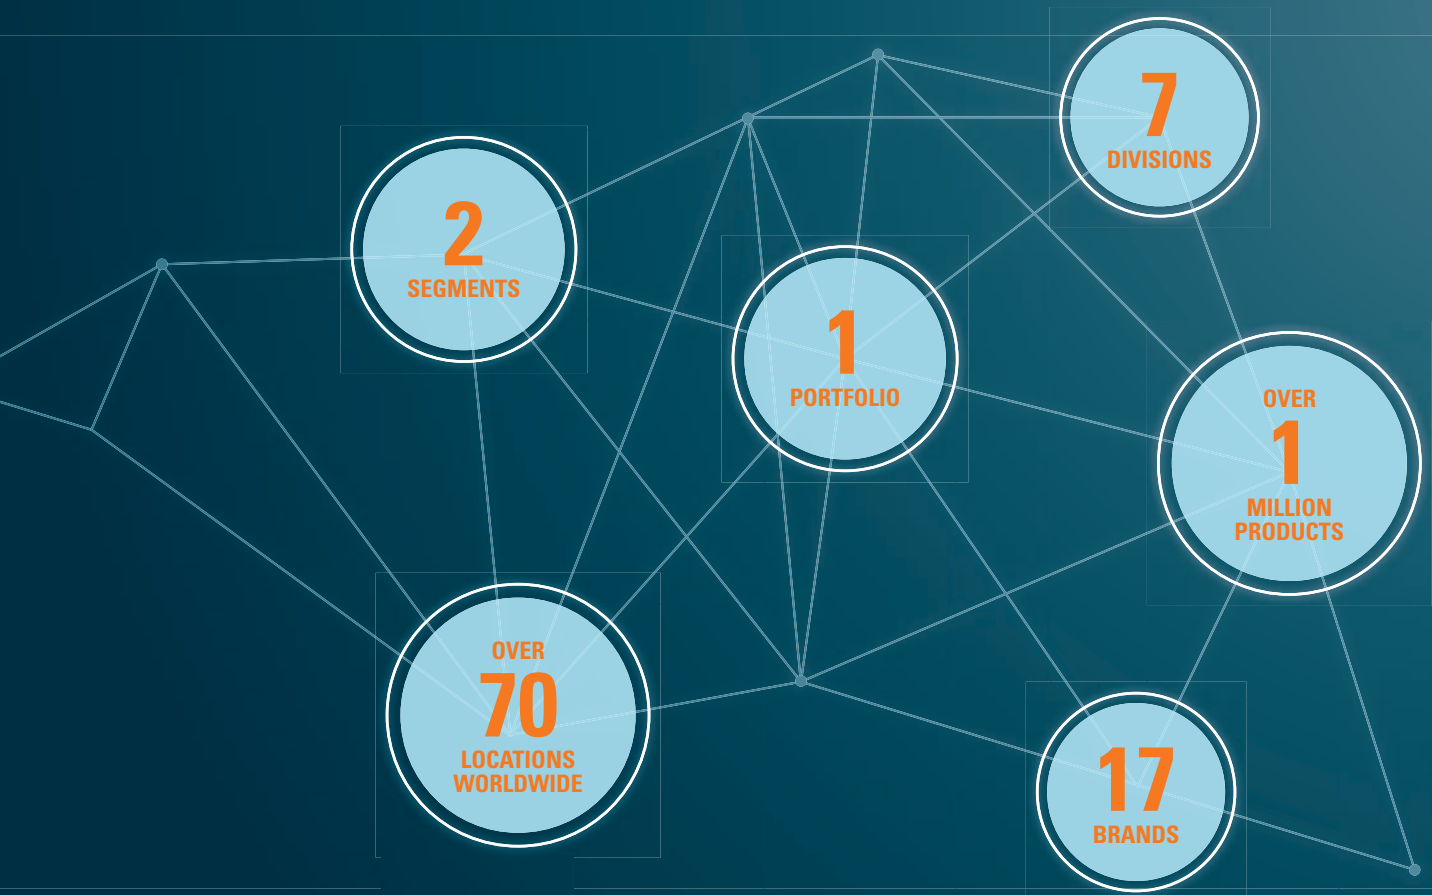 7
DIVISIONS
2
SEGMENTS
1
PORTFOLIO
OVER
1
MILLION
PRODUCTS
OVER
70
LOCATIONS
WORLDWIDE
17
BRANDS